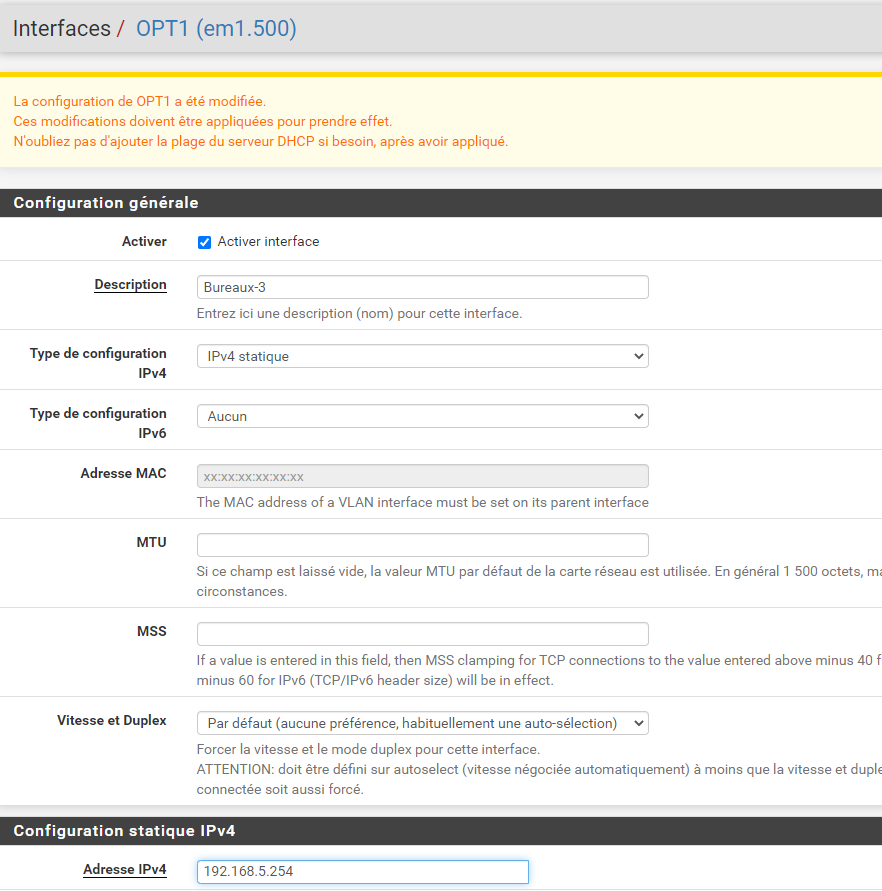 Interfaces / OPT1 (em1.500)
La configuration de OPT1 a été modifiée.
Ces modifications doivent être appliquées pour prendre effet.
N'oubliez pas d'ajouter la plage du serveur DHCP si besoin, après avoir appliqué.
Configuration générale
Activer Activer interface
Description Bureaux-3
Entrez ici une description (nom) pour cette interface.
Type de configuration IPv4 IPv4 statique
Type de configuration IPv6 Aucun
Adresse MAC xx:xx:xx:xx:xx:xx
The MAC address of a VLAN interface must be set on its parent interface
MTU
Si ce champ est laissé vide, la valeur MTU par défaut de la carte réseau est utilisée. En général 1 500 octets, ma
circonstances.
MSS
If a value is entered in this field, then MSS clamping for TCP connections to the value entered above minus 40 f
minus 60 for IPv6 (TCP/IPv6 header size) will be in effect.
Vitesse et Duplex Par défaut (aucune préférence, habituellement une auto-sélection)
Forcer la vitesse et le mode duplex pour cette interface.
ATTENTION: doit être défini sur autoselect (vitesse négociée automatiquement) à moins que la vitesse et duple
connectée soit aussi forcé.
Configuration statique IPv4
Adresse IPv4 192.168.5.254